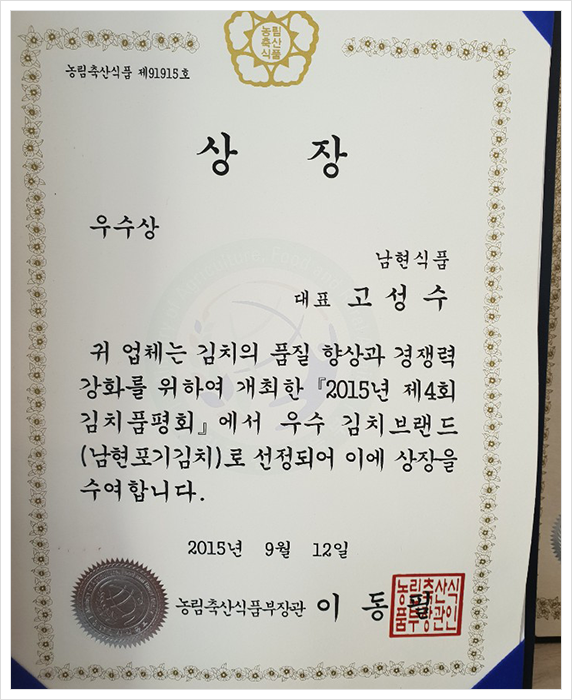 농림
축산
식품
농림축산식품 제91915호
상 장
우수상
남현식품
대표 고성수
귀 업체는 김치의 품질 향상과 경쟁력
강화를 위하여 개최한 『2015년 제4회
김치품평회』에서 우수 김치브랜드
(남현포기김치)로 선정되어 이에 상장을
수여합니다.
2015년 9월 12일
농림축산식품부장관 이 동 필
농림축산식
품부장관인